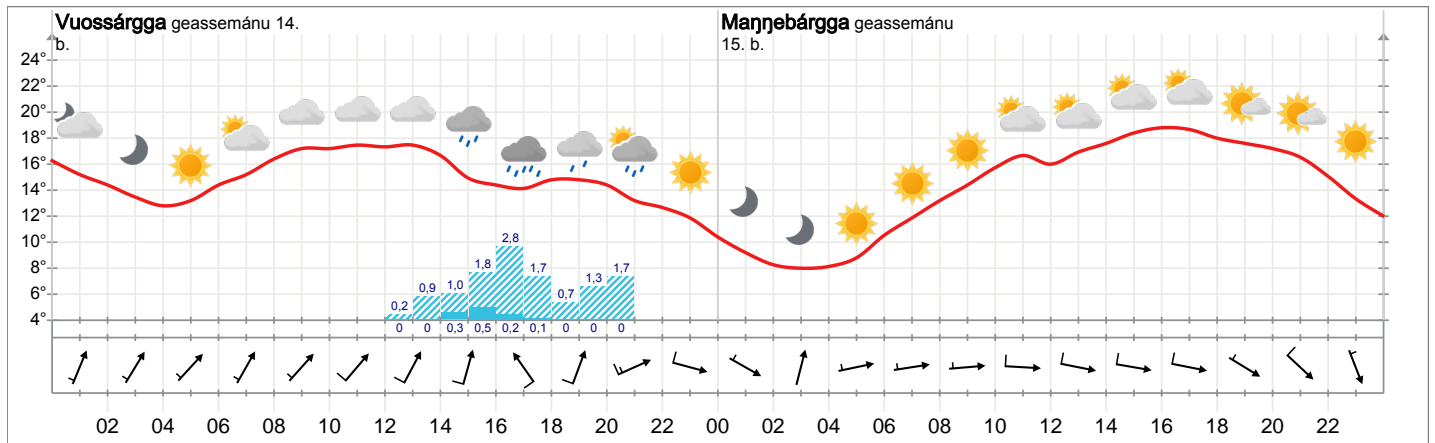 Vuossárgga geassemánu 14.
b.
Maŋŋebárgga geassemánu
15. b.
24°
22°
20°
18°
16°
14°
12°
10°
8°
6°
4°
0,2 0,9 1,0 1,8 2,8 1,7 0,7 1,3 1,7
0 0 0,3 0,5 0,2 0,1 0 0 0
02 04 06 08 10 12 14 16 18 20 22 00 02 04 06 08 10 12 14 16 18 20 22